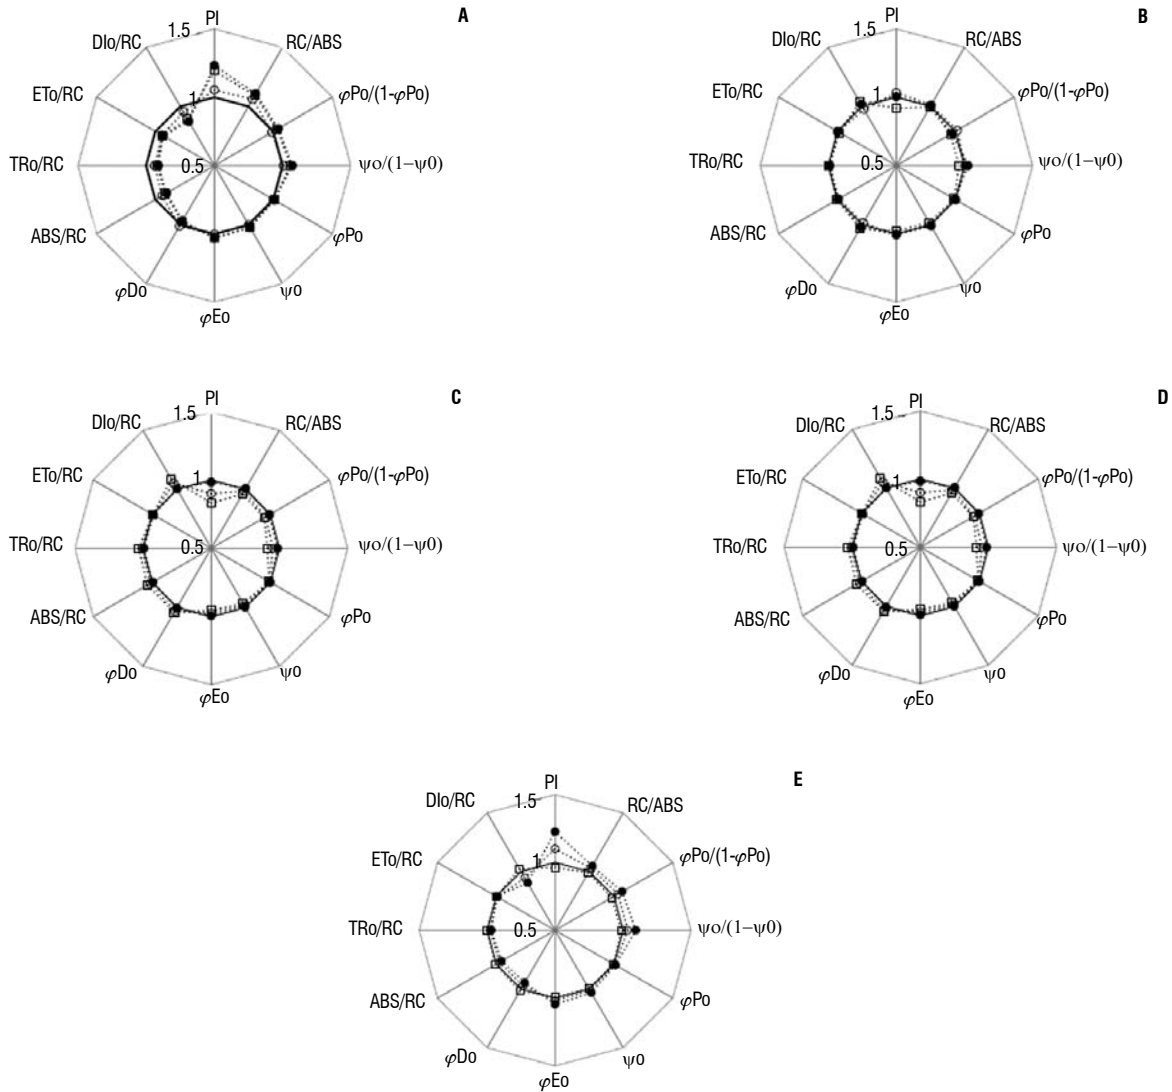 A
PI
1.5
DIo/RC
RC/ABS
ETo/RC
1
φPo/(1-φPo)
TRo/RC
0.5
ψo/(1−ψ0)
ABS/RC
φPo
φDo
ψo
φEo
B
PI
1.5
DIo/RC
RC/ABS
ETo/RC
1
φPo/(1-φPo)
TRo/RC
0.5
ψo/(1−ψ0)
ABS/RC
φPo
φDo
ψo
φEo
C
PI
1.5
DIo/RC
RC/ABS
ETo/RC
1
φPo/(1-φPo)
TRo/RC
0.5
ψo/(1−ψ0)
ABS/RC
φPo
φDo
ψo
φEo
D
PI
1.5
DIo/RC
RC/ABS
ETo/RC
1
φPo/(1-φPo)
TRo/RC
0.5
ψo/(1−ψ0)
ABS/RC
φPo
φDo
ψo
φEo
E
PI
1.5
DIo/RC
RC/ABS
ETo/RC
1
φPo/(1-φPo)
TRo/RC
0.5
ψo/(1−ψ0)
ABS/RC
φPo
φDo
ψo
φEo